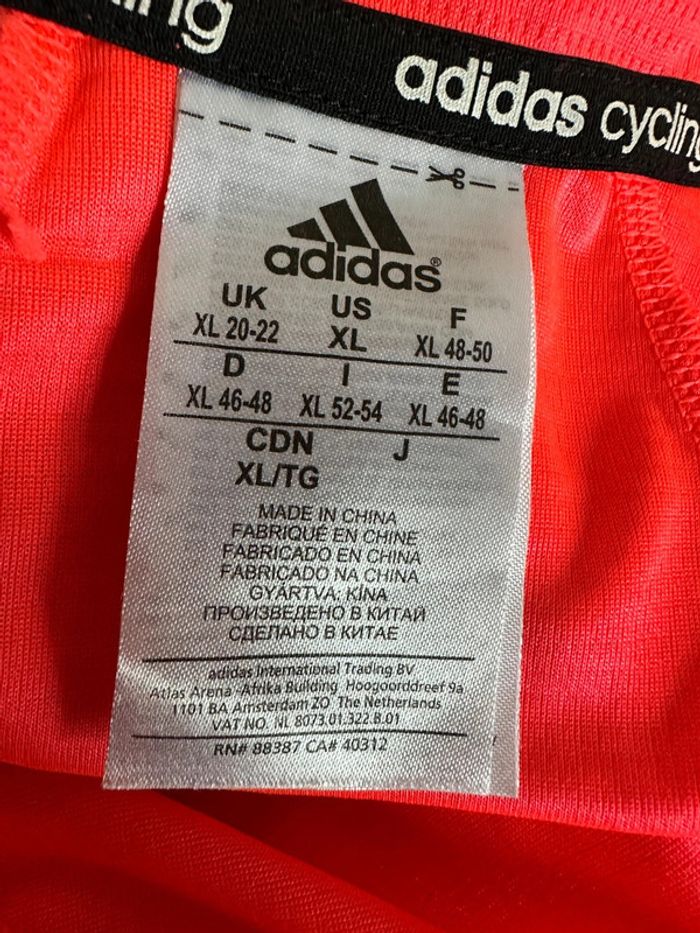 ling
adidas cycling
adidas®
UK US F
XL 20-22 XL XL 48-50
D I E
XL 46-48 XL 52-54 XL 46-48
CDN J
XL/TG
MADE IN CHINA
FABRIQUÉ EN CHINE
FABRICADO EN CHINA
FABRICADO NA CHINA
GYÁRTVA: KÍNA
ПРОИЗВЕДЕНО В КИТАЙ
СДЕЛАНО В КИТАЕ
adidas International Trading BV
Atlas Arena -Afrika Building Hoogoorddreef 9a
1101 BA Amsterdam ZO The Netherlands
VAT NO. NL 8073.01.322.B.01
RN# 88387 CA# 40312